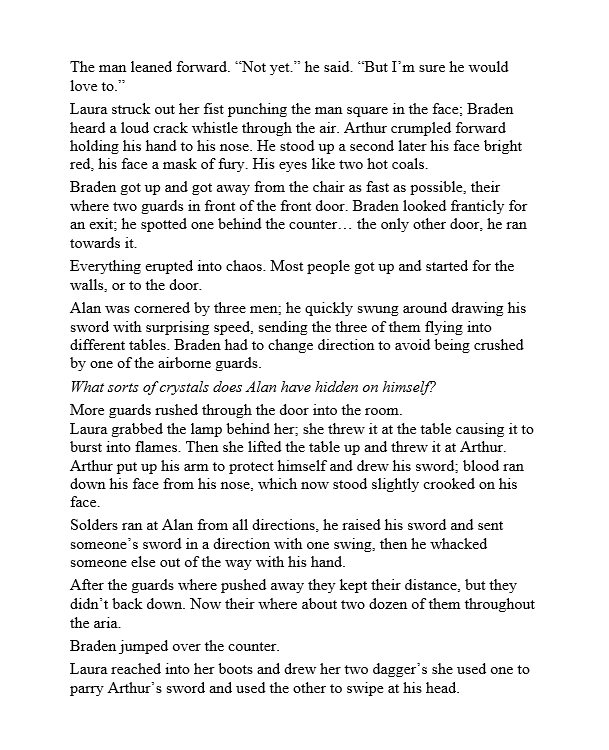 The man leaned forward. “Not yet.” he said. “But I’m sure he would
love to.”
Laura struck out her fist punching the man square in the face; Braden
heard a loud crack whistle through the air. Arthur crumpled forward
holding his hand to his nose. He stood up a second later his face bright
red, his face a mask of fury. His eyes like two hot coals.
Braden got up and got away from the chair as fast as possible, their
where two guards in front of the front door. Braden looked franticly for
an exit; he spotted one behind the counter… the only other door, he ran
towards it.
Everything erupted into chaos. Most people got up and started for the
walls, or to the door.
Alan was cornered by three men; he quickly swung around drawing his
sword with surprising speed, sending the three of them flying into
different tables. Braden had to change direction to avoid being crushed
by one of the airborne guards.
What sorts of crystals does Alan have hidden on himself?
More guards rushed through the door into the room.
Laura grabbed the lamp behind her; she threw it at the table causing it to
burst into flames. Then she lifted the table up and threw it at Arthur.
Arthur put up his arm to protect himself and drew his sword; blood ran
down his face from his nose, which now stood slightly crooked on his
face.
Solders ran at Alan from all directions, he raised his sword and sent
someone’s sword in a direction with one swing, then he whacked
someone else out of the way with his hand.
After the guards where pushed away they kept their distance, but they
didn’t back down. Now their where about two dozen of them throughout
the aria.
Braden jumped over the counter.
Laura reached into her boots and drew her two dagger’s she used one to
parry Arthur’s sword and used the other to swipe at his head.